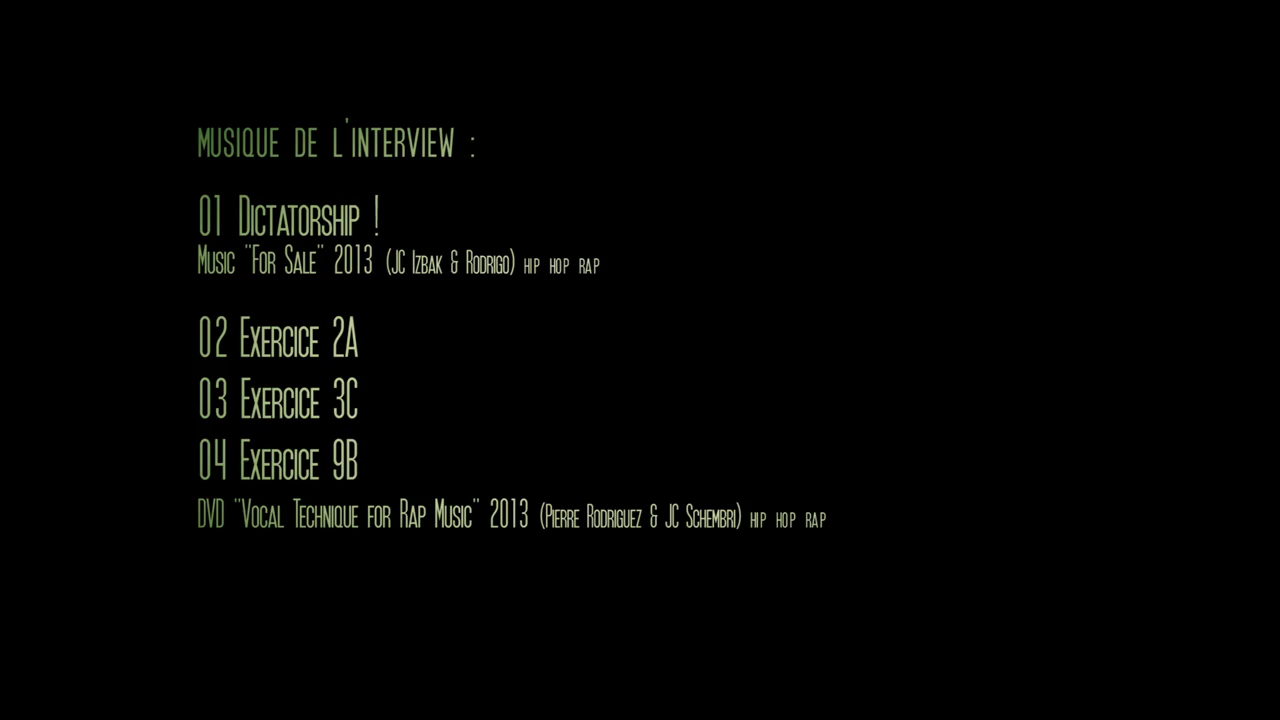 MUSIQUE DE L'INTERVIEW :
01 DICTATORSHIP !
MUSIC "FOR SALE" 2013 (JC IZBAK & RODRIGO) HIP HOP RAP
02 EXERCICE 2A
03 EXERCICE 3C
04 EXERCICE 9B
DVD "VOCAL TECHNIQUE FOR RAP MUSIC" 2013 (PIERRE RODRIGUEZ & JC SCHEMBRI) HIP HOP RAP